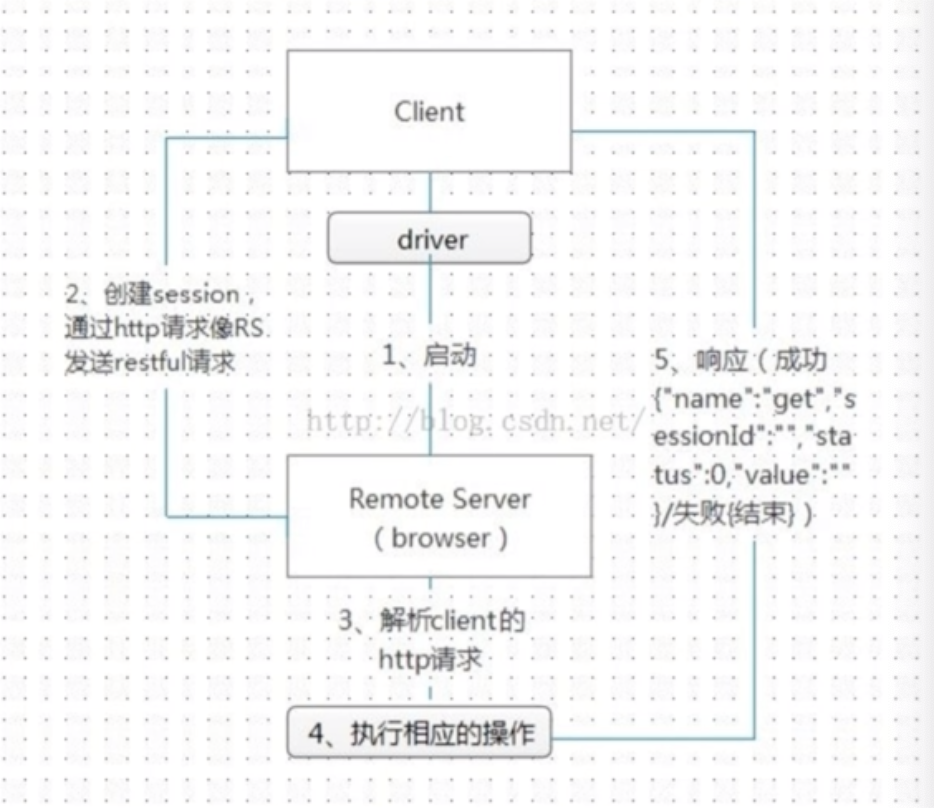 Client
driver
2、创建session，
通过http请求像RS
发送restful请求
1、启动
http://blog.csdn.net/
5、响应（成功
{"name":"get","s
essionId":"","sta
tus":0,"value":""
}/失败{结束}）
Remote Server
（browser）
3、解析client的
http请求
4、执行相应的操作